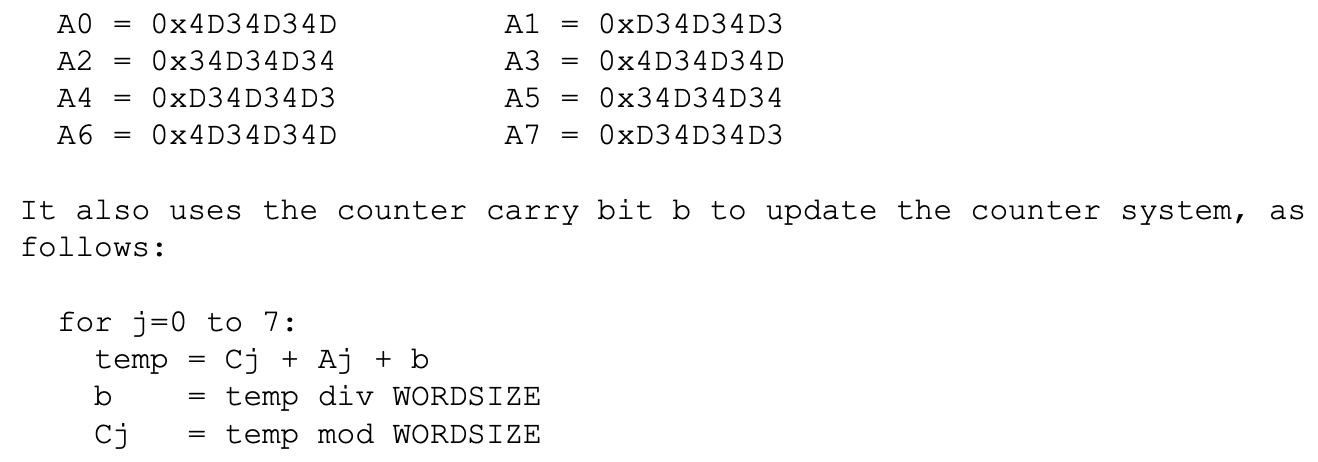 A0 = 0x4D34D34D         A1 = 0xD34D34D3
A2 = 0x34D34D34         A3 = 0x4D34D34D
A4 = 0xD34D34D3         A5 = 0x34D34D34
A6 = 0x4D34D34D         A7 = 0xD34D34D3
It also uses the counter carry bit b to update the counter system, as
follows:
for j=0 to 7:
temp = Cj + Aj + b
b    = temp div WORDSIZE
Cj   = temp mod WORDSIZE